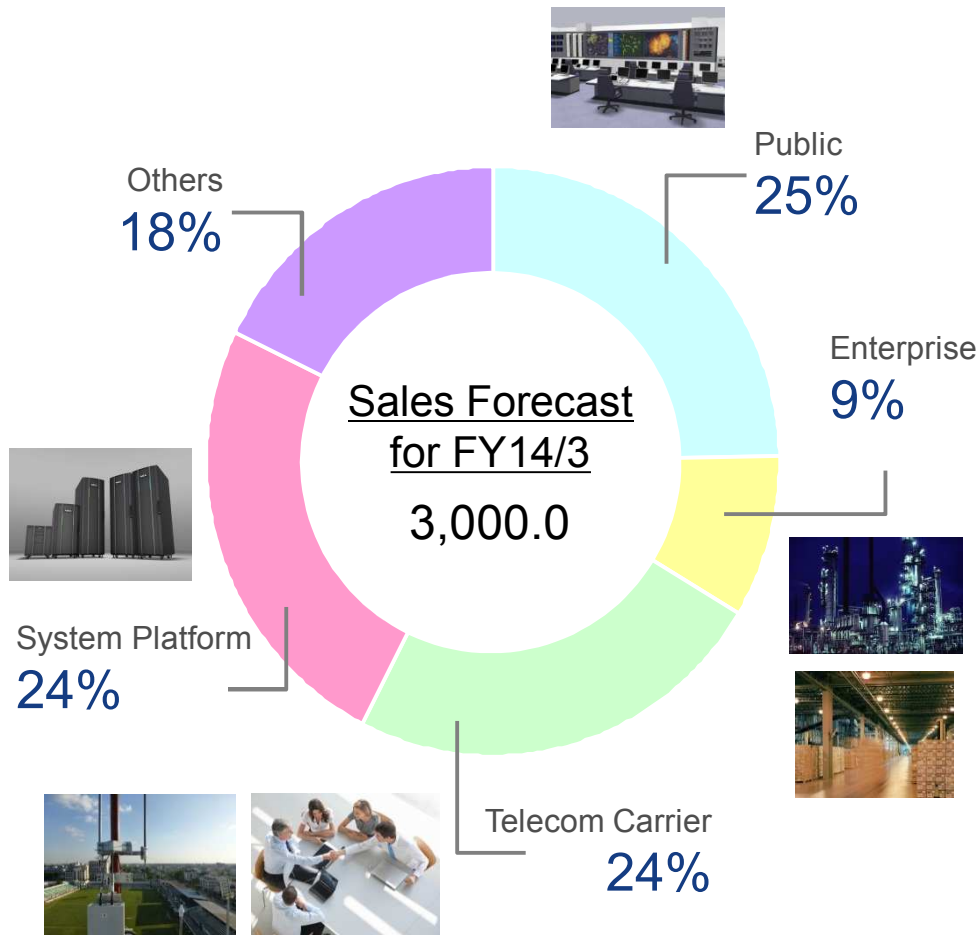 Public
25%
Others
18%
Enterprise
9%
Sales Forecast
for FY14/3
3,000.0
System Platform
24%
Telecom Carrier
24%